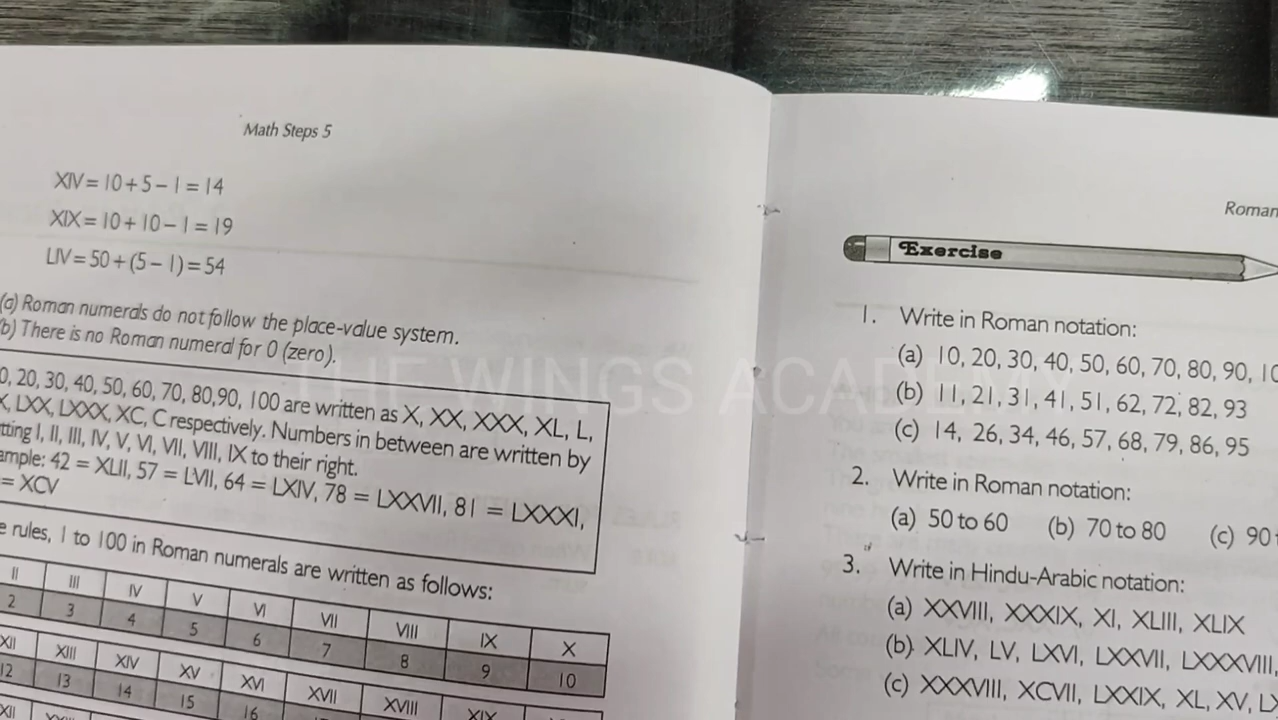 Math Steps 5
XIV = 10 + 5 – 1 = 14
XIX = 10 + 10 – 1 = 19
LIV = 50 + (5 – 1) = 54
(a) Roman numerals do not follow the place-value system.
(b) There is no Roman numeral for 0 (zero).
0, 20, 30, 40, 50, 60, 70, 80,90, 100 are written as X, XX, XXX, XL, L,
X, LXX, LXXX, XC, C respectively. Numbers in between are written by
tting I, II, III, IV, V, VI, VII, VIII, IX to their right.
ample: 42 = XLII, 57 = LVII, 64 = LXIV, 78 = LXXVII, 81 = LXXXI,
= XCV
e rules, 1 to 100 in Roman numerals are written as follows:
II III IV V VI VII VIII IX X
2 3 4 5 6 7 8 9 10
XII XIII XIV XV XVI XVII XVIII XIX
12 13 14 15 16
THE WINGS ACADEMY
Roman
Exercise
1. Write in Roman notation:
(a) 10, 20, 30, 40, 50, 60, 70, 80, 90, 10
(b) 11, 21, 31, 41, 51, 62, 72, 82, 93
(c) 14, 26, 34, 46, 57, 68, 79, 86, 95
2. Write in Roman notation:
(a) 50 to 60 (b) 70 to 80 (c) 90
3. Write in Hindu-Arabic notation:
(a) XXVIII, XXXIX, XI, XLIII, XLIX
(b) XLIV, LV, LXVI, LXXVII, LXXXVIII,
(c) XXXVIII, XCVII, LXXIX, XL, XV, LX